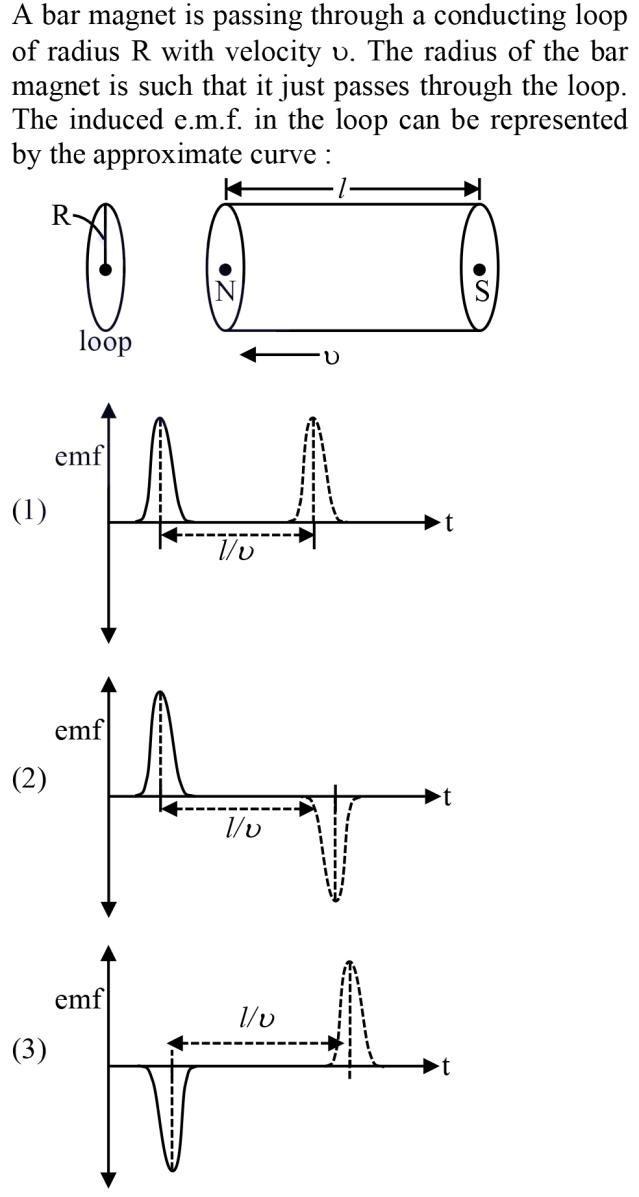 A bar magnet is passing through a conducting loop
of radius R with velocity υ. The radius of the bar
magnet is such that it just passes through the loop.
The induced e.m.f. in the loop can be represented
by the approximate curve :
l
R
N
S
loop
υ
emf
(1)
t
l/υ
emf
(2)
t
l/υ
emf
l/υ
(3)
t